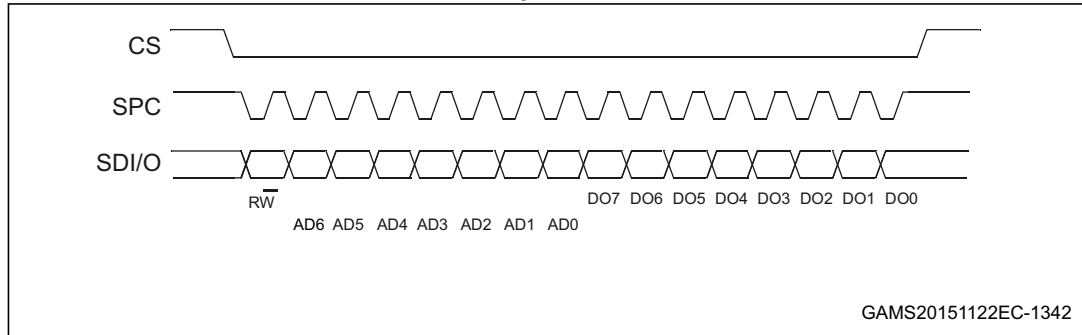 CS
SPC
SDI/O
RW
DO7 DO6 DO5 DO4 DO3 DO2 DO1 DO0
AD6 AD5 AD4 AD3 AD2 AD1 AD0
GAMS20151122EC-1342